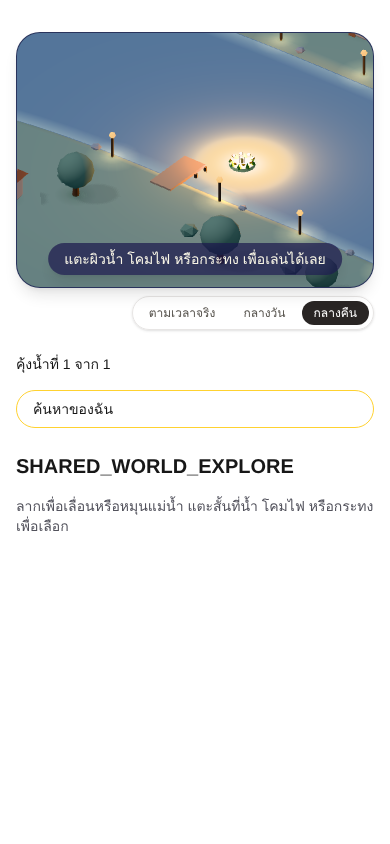 แตะผิวน้ำ โคมไฟ หรือกระทง เพื่อเล่นได้เลย
ตามเวลาจริง กลางวัน กลางคืน
คุ้งน้ำที่ 1 จาก 1
ค้นหาของฉัน
SHARED_WORLD_EXPLORE
ลากเพื่อเลื่อนหรือหมุนแม่น้ำ แตะสั้นที่น้ำ โคมไฟ หรือกระทง
เพื่อเลือก